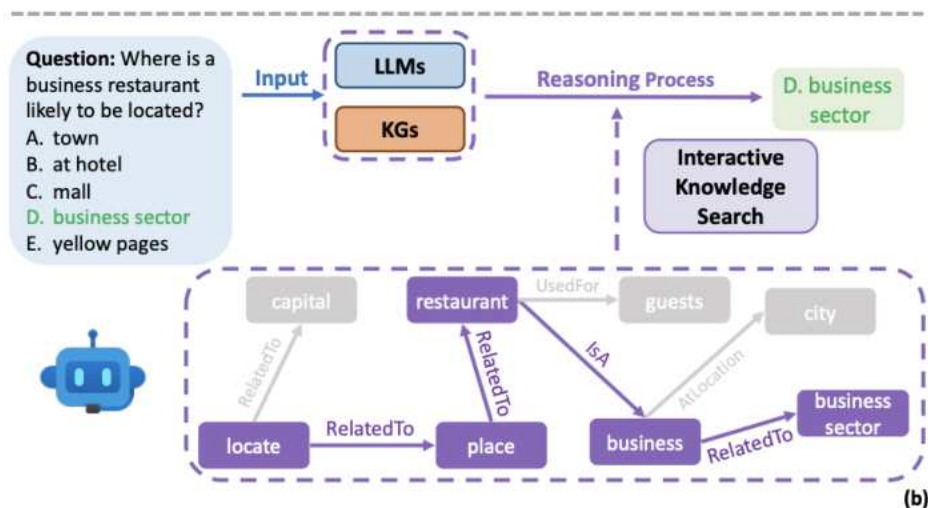 Question: Where is a
business restaurant
likely to be located?
A. town
B. at hotel
C. mall
D. business sector
E. yellow pages
Input
LLMs
KGs
Reasoning Process
D. business
sector
Interactive
Knowledge
Search
capital
restaurant
UsedFor
guests
city
RelatedTo
RelatedTo
IsA
AtLocation
locate
RelatedTo
place
business
RelatedTo
business
sector
(b)